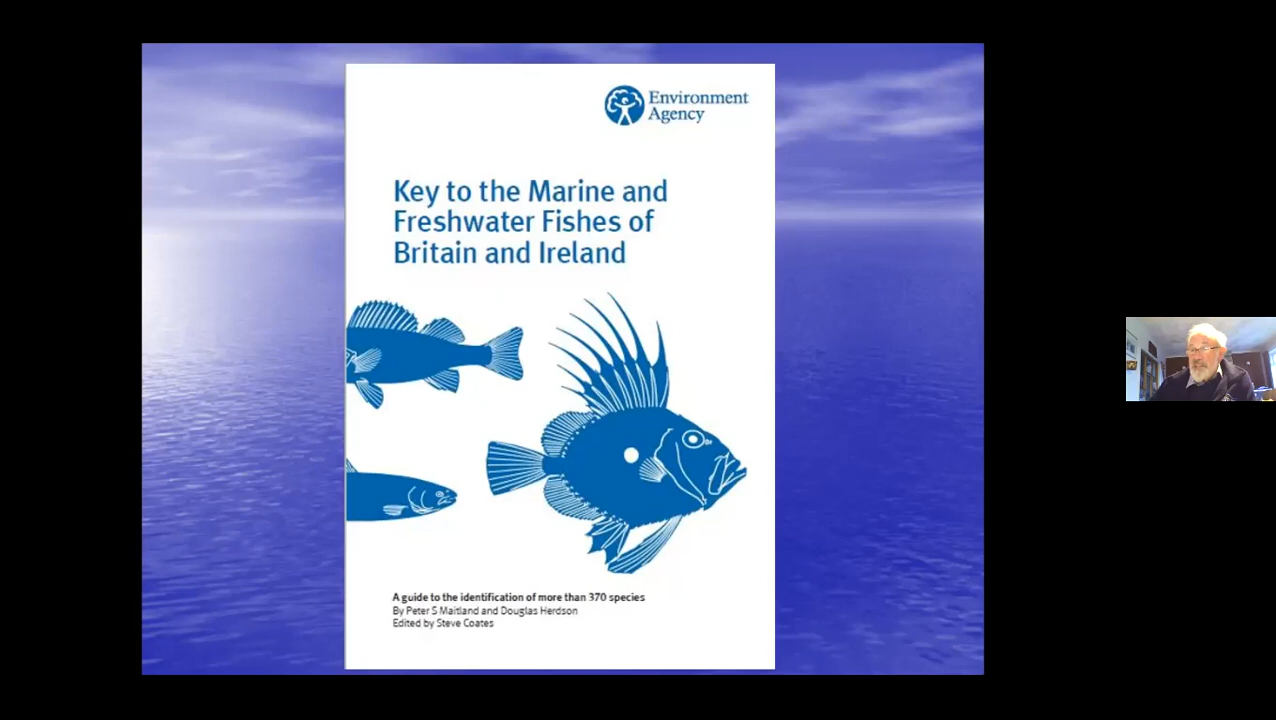 Environment
Agency
Key to the Marine and
Freshwater Fishes of
Britain and Ireland
A guide to the identification of more than 370 species
By Peter S Maitland and Douglas Herdson
Edited by Steve Coates